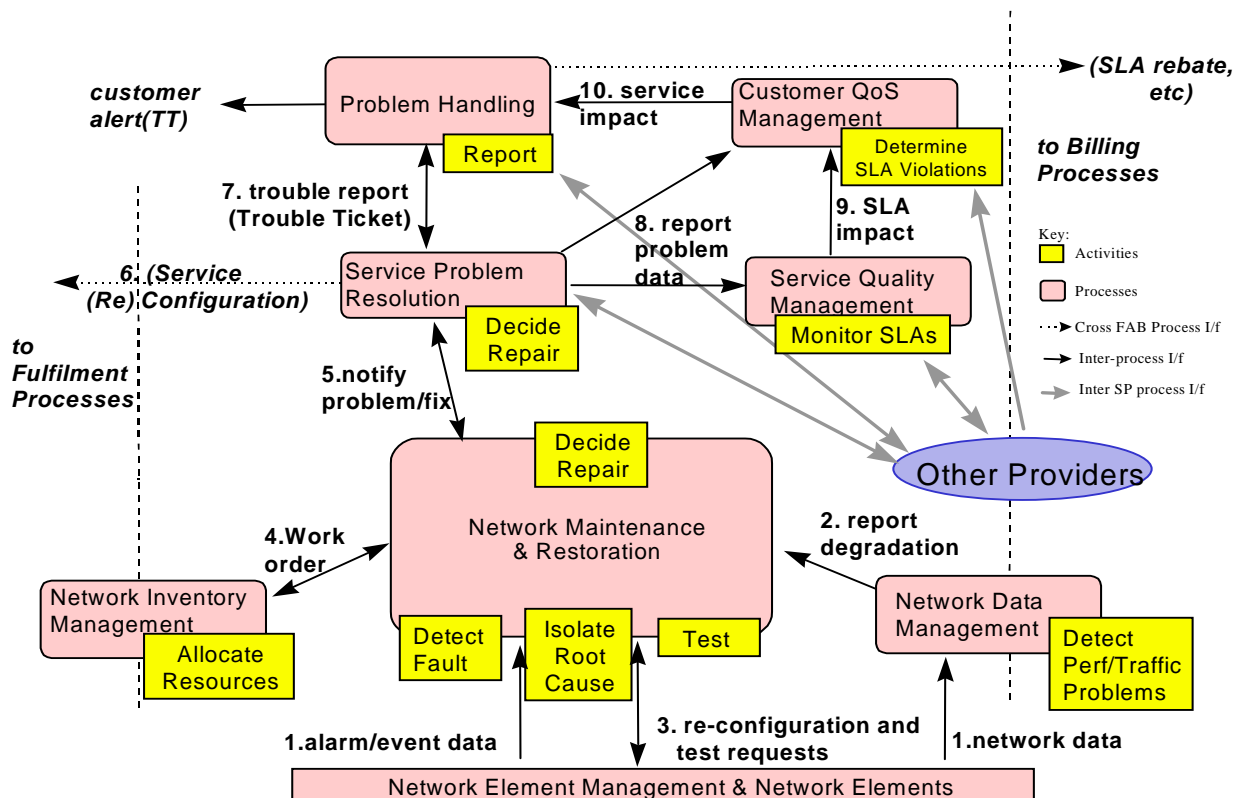 (SLA rebate,
etc)
customer
alert(TT)
Problem Handling
Report
10. service
impact
Customer QoS
Management
Determine
SLA Violations
to Billing
Processes
7. trouble report
(Trouble Ticket)
8. report
problem
data
9. SLA
impact
Key:
Activities
Processes
Cross FAB Process I/f
Inter-process I/f
Inter SP process I/f
6. (Service
(Re) Configuration)
Service Problem
Resolution
Decide
Repair
Service Quality
Management
Monitor SLAs
to
Fulfilment
Processes
5.notify
problem/fix
Decide
Repair
Other Providers
Network Maintenance
& Restoration
4.Work
order
2. report
degradation
Network Inventory
Management
Allocate
Resources
Detect
Fault
Isolate
Root
Cause
Test
Network Data
Management
Detect
Perf/Traffic
Problems
1.alarm/event data
3. re-configuration and
test requests
1.network data
Network Element Management & Network Elements